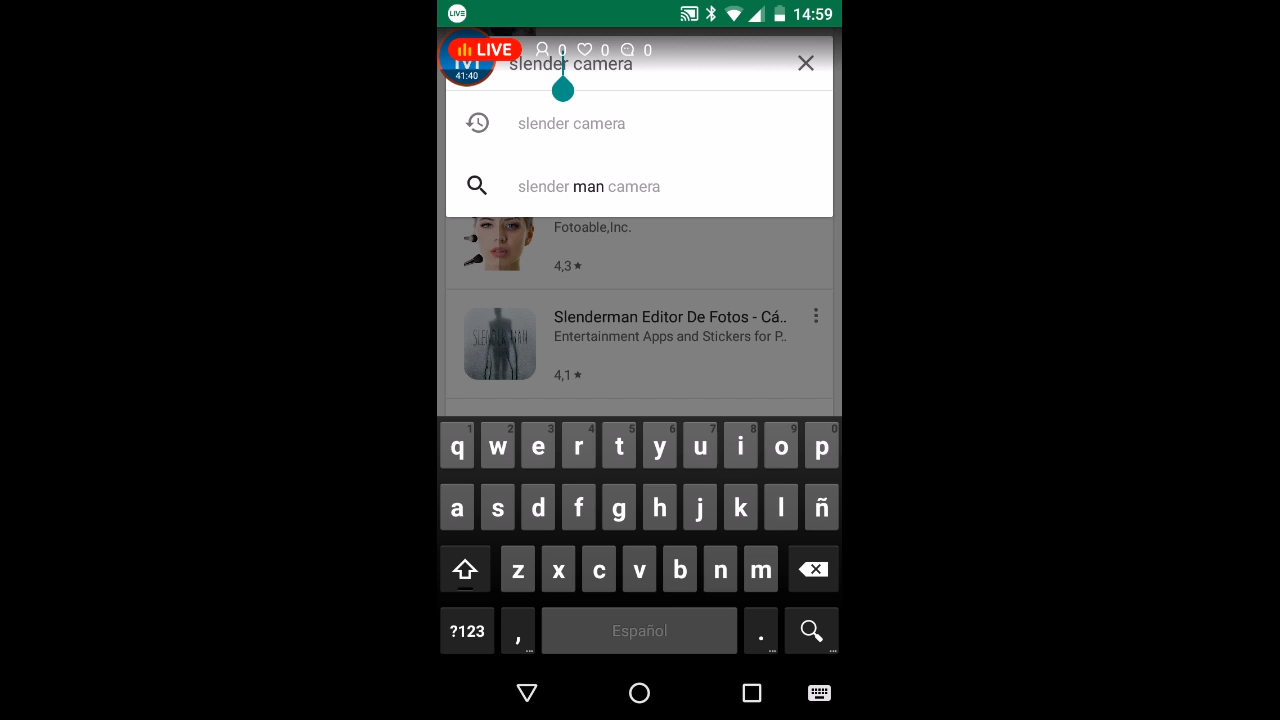 LIVE 14:59
LIVE 0 0 0
41:40
slender camera
slender camera
slender man camera
Fotoable,Inc.
4,3
Slenderman Editor De Fotos - Cá..
Entertainment Apps and Stickers for P..
4,1
SLENDER MAN
1 2 3 4 5 6 7 8 9 0
q w e r t y u i o p
a s d f g h j k l ñ
z x c v b n m
?123 , Español .